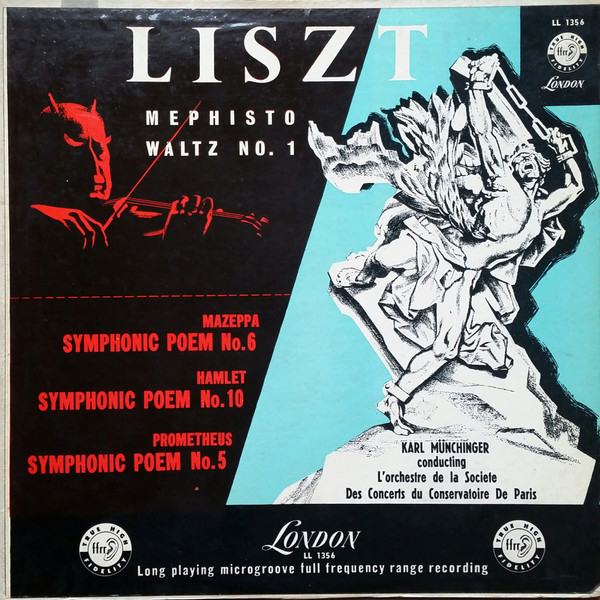 LISZT
LL 1356
TRUE HIGH
ffrr
FIDELITY
LONDON
MEPHISTO
WALTZ NO. 1
MAZEPPA
SYMPHONIC POEM No.6
HAMLET
SYMPHONIC POEM No.10
PROMETHEUS
SYMPHONIC POEM No.5
KARL MÜNCHINGER
conducting
L'orchestre de la Societe
Des Concerts du Conservatoire De Paris
TRUE HIGH
ffrr
FIDELITY
LONDON
LL 1356
TRUE HIGH
ffrr
FIDELITY
Long playing microgroove full frequency range recording